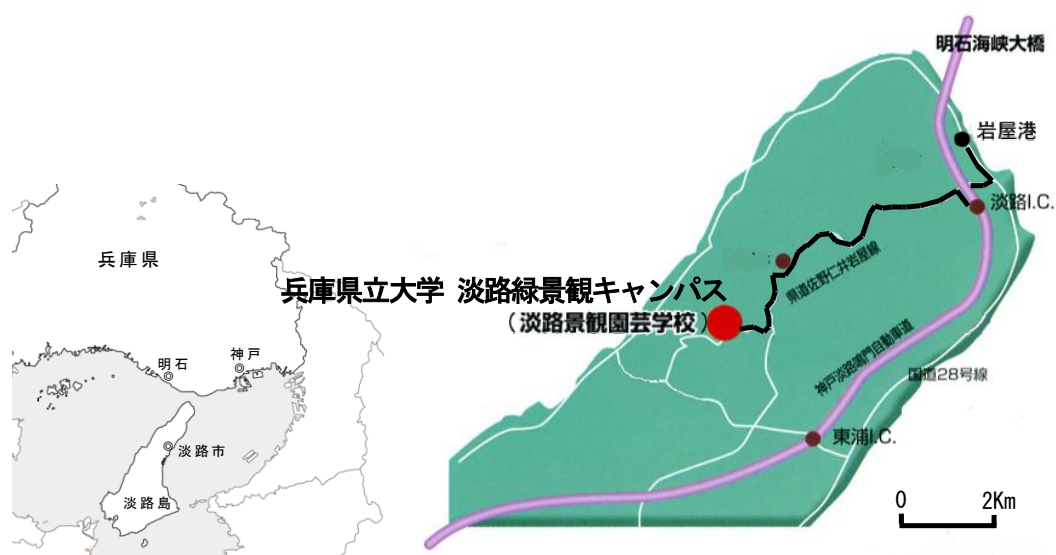 明石海峡大橋
岩屋港
淡路I.C.
兵庫県
県道佐野仁井岩屋線
兵庫県立大学 淡路緑景観キャンパス
（淡路景観園芸学校）
神戸淡路鳴門自動車道
明石
神戸
国道28号線
東浦I.C.
淡路市
淡路島
0 2Km